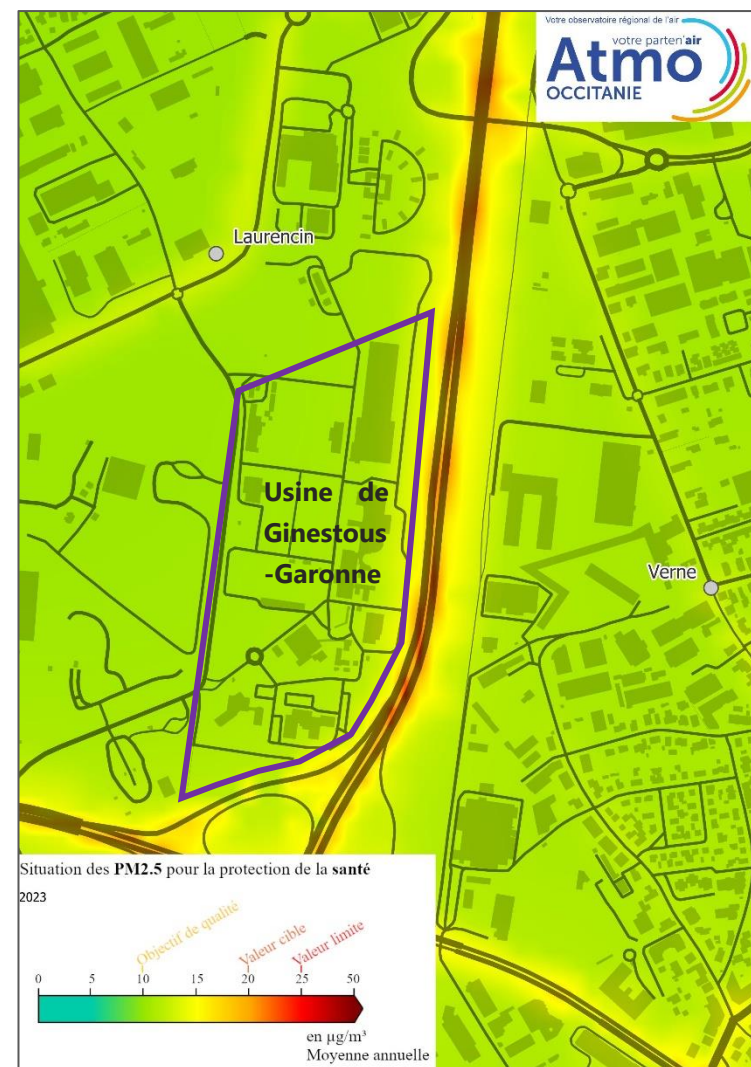 Votre observatoire régional de l'air
votre parten'air
Atmo
OCCITANIE
Laurencin
Usine de
Ginestous
-Garonne
Verne
Situation des PM2.5 pour la protection de la santé
2023
Objectif de qualité
Valeur cible
Valeur limite
0 5 10 15 20 25 50
en µg/m³
Moyenne annuelle